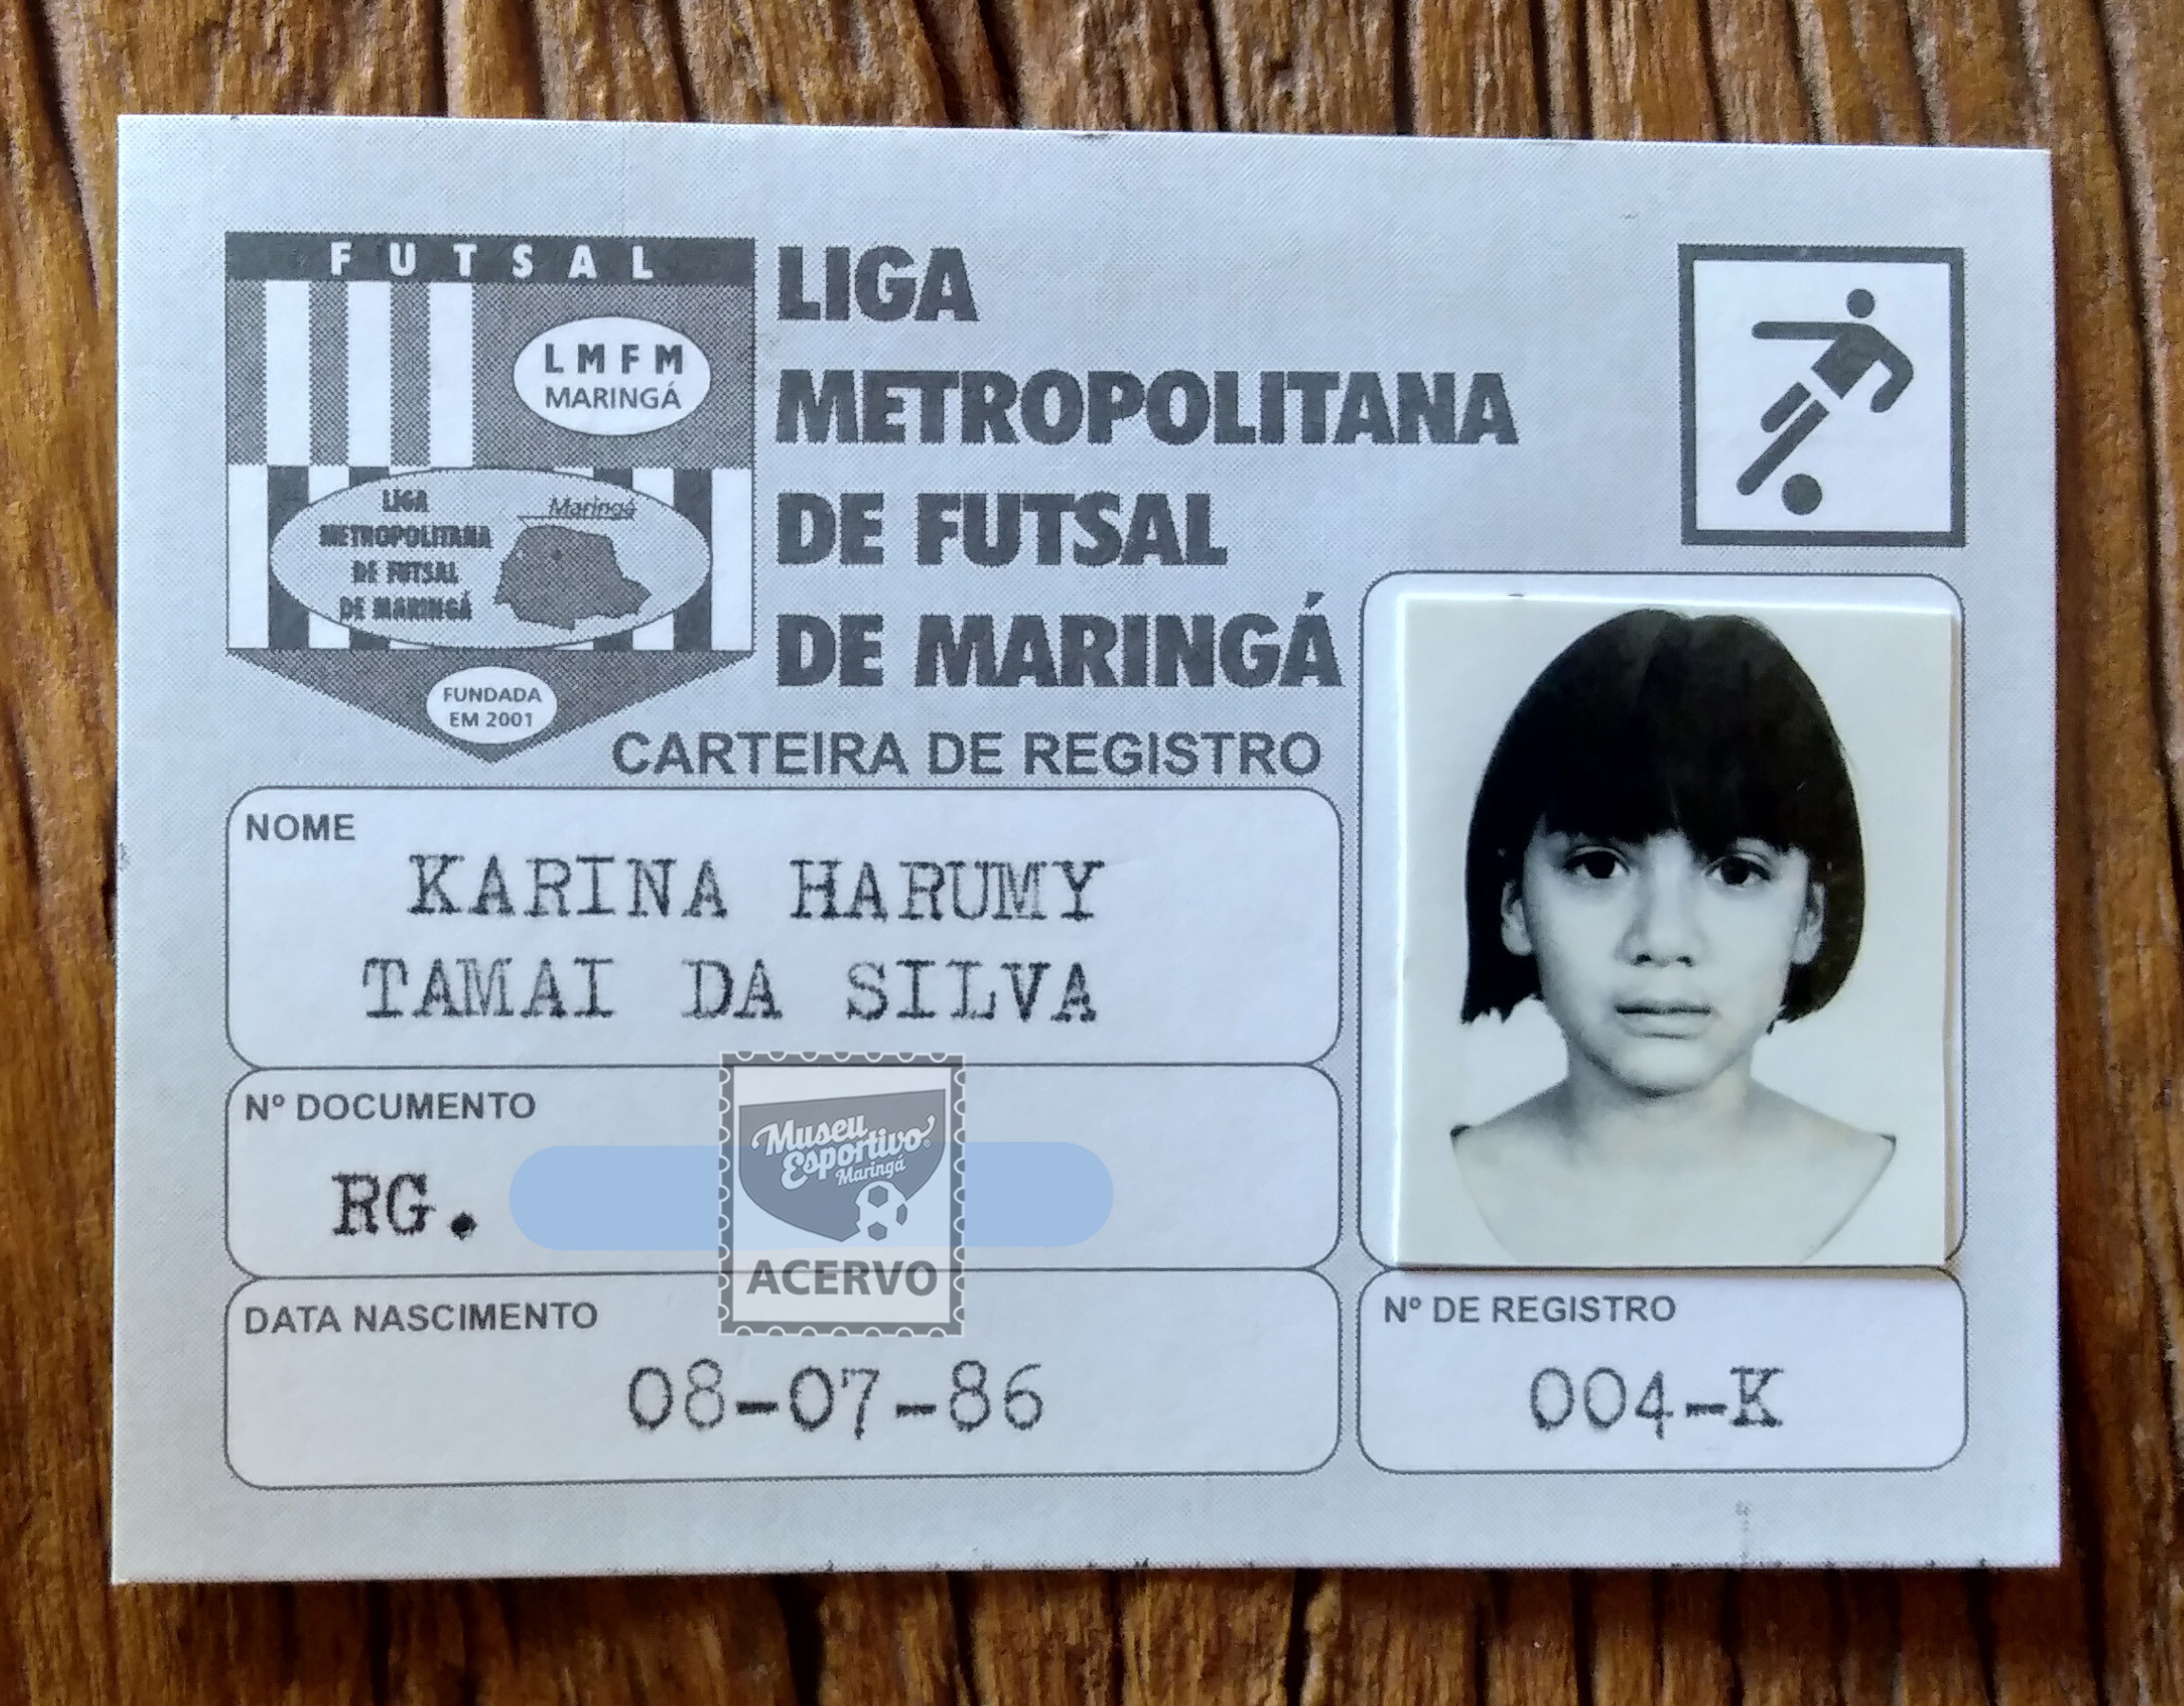 FUTSAL
LMFM
MARINGÁ
LIGA
METROPOLITANA
DE FUTSAL
DE MARINGÁ
Maringá
FUNDADA
EM 2001
LIGA
METROPOLITANA
DE FUTSAL
DE MARINGÁ
CARTEIRA DE REGISTRO
NOME
KARINA HARUMY
TAMAI DA SILVA
Nº DOCUMENTO
RG.
Museu
Esportivo
Maringá
ACERVO
DATA NASCIMENTO
08-07-86
Nº DE REGISTRO
004-K